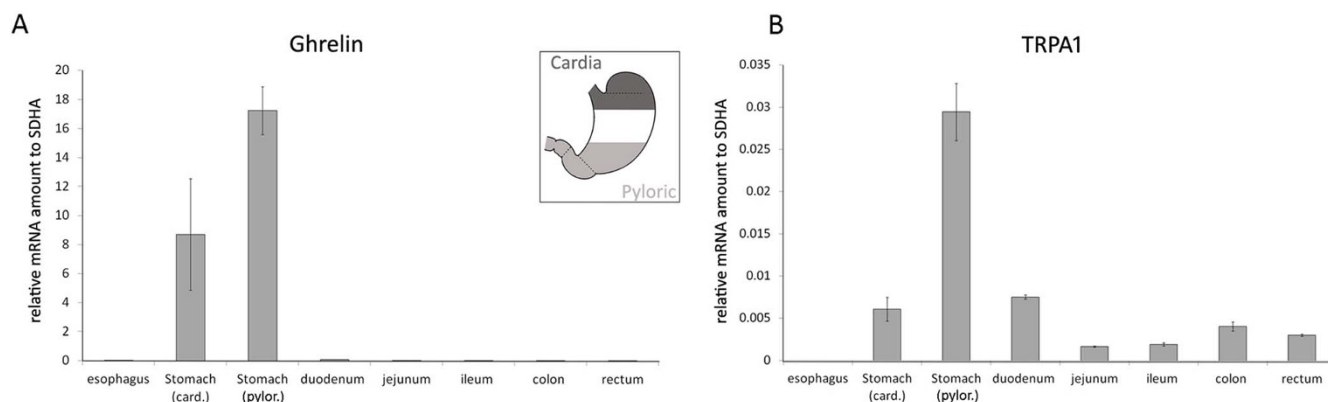 A
Ghrelin
relative mRNA amount to SDHA
20
18
16
14
12
10
8
6
4
2
0
esophagus
Stomach
(card.)
Stomach
(pylor.)
duodenum
jejunum
ileum
colon
rectum
Cardia
Pyloric
B
TRPA1
relative mRNA amount to SDHA
0.035
0.03
0.025
0.02
0.015
0.01
0.005
0
esophagus
Stomach
(card.)
Stomach
(pylor.)
duodenum
jejunum
ileum
colon
rectum